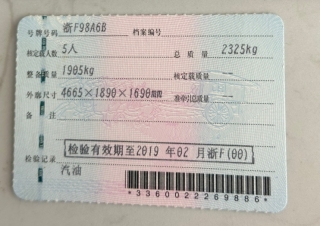 号牌号码 浙F98A6B 档案编号
核定载人数 5人 总质量 2325kg
整备质量 1905kg 核定载质量 --
外廓尺寸 4665×1890×1690mm 准牵引总质量 --
备注
检验有效期至2019 年02 月浙F(00)
检验记录
汽油
*3360022269886*